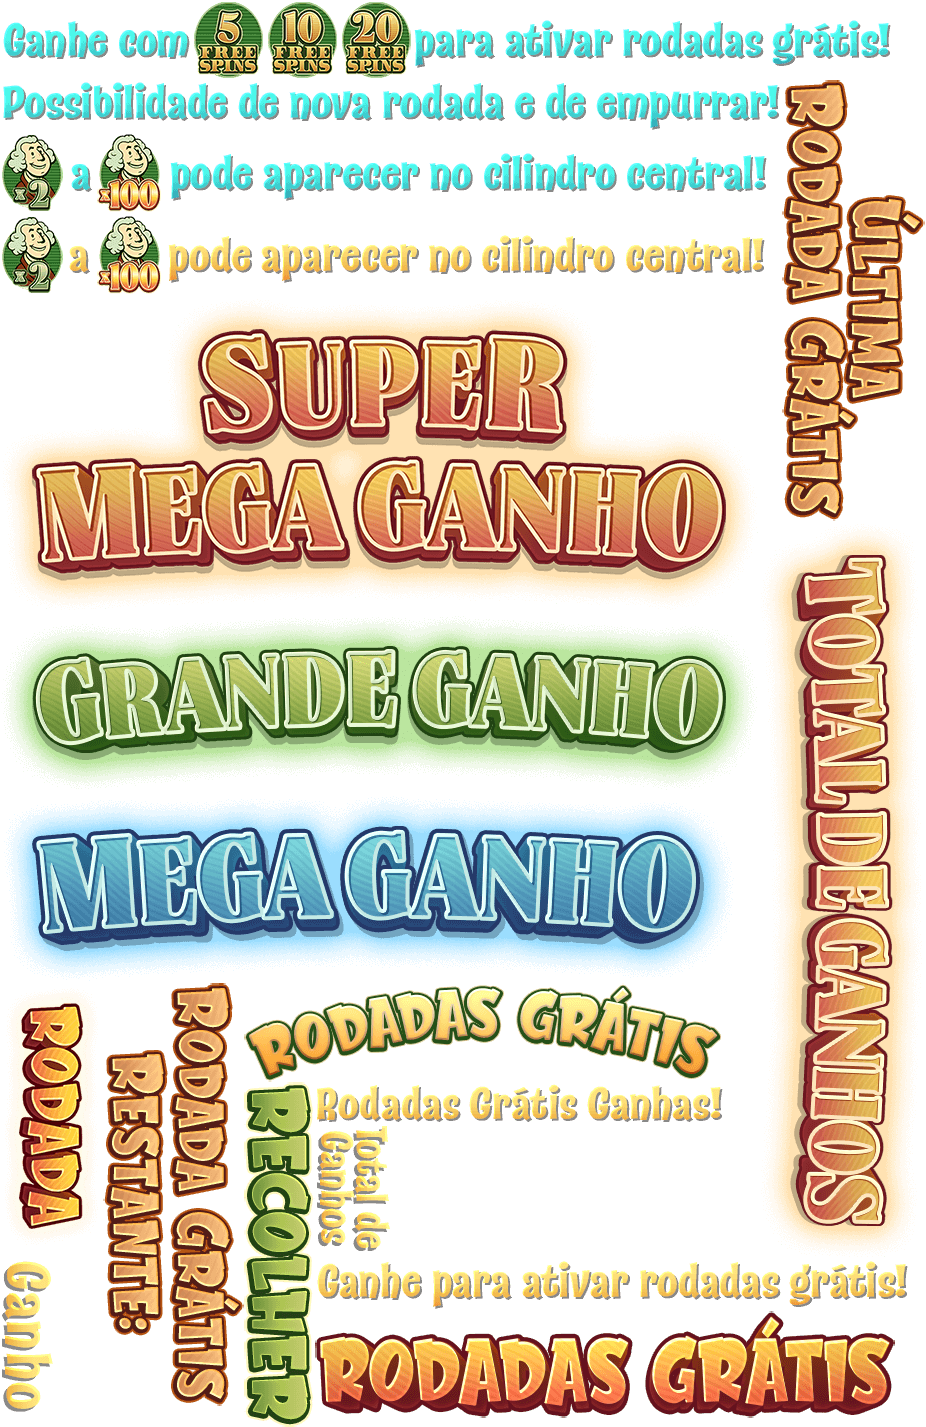 Ganhe com 5 FREE SPINS 10 FREE SPINS 20 FREE SPINS para ativar rodadas grátis!
Possibilidade de nova rodada e de empurrar!
x2 a x100 pode aparecer no cilindro central!
x2 a x100 pode aparecer no cilindro central!
ÚLTIMA
RODADA GRÁTIS
SUPER
MEGA GANHO
GRANDE GANHO
MEGA GANHO
TOTAL DE GANHOS
RODADA
RODADA GRÁTIS
RESTANTE:
RODADAS GRÁTIS
RECOLHER
Rodadas Grátis Ganhas!
Total de
Ganhos
Ganhe para ativar rodadas grátis!
Ganho
RODADAS GRÁTIS